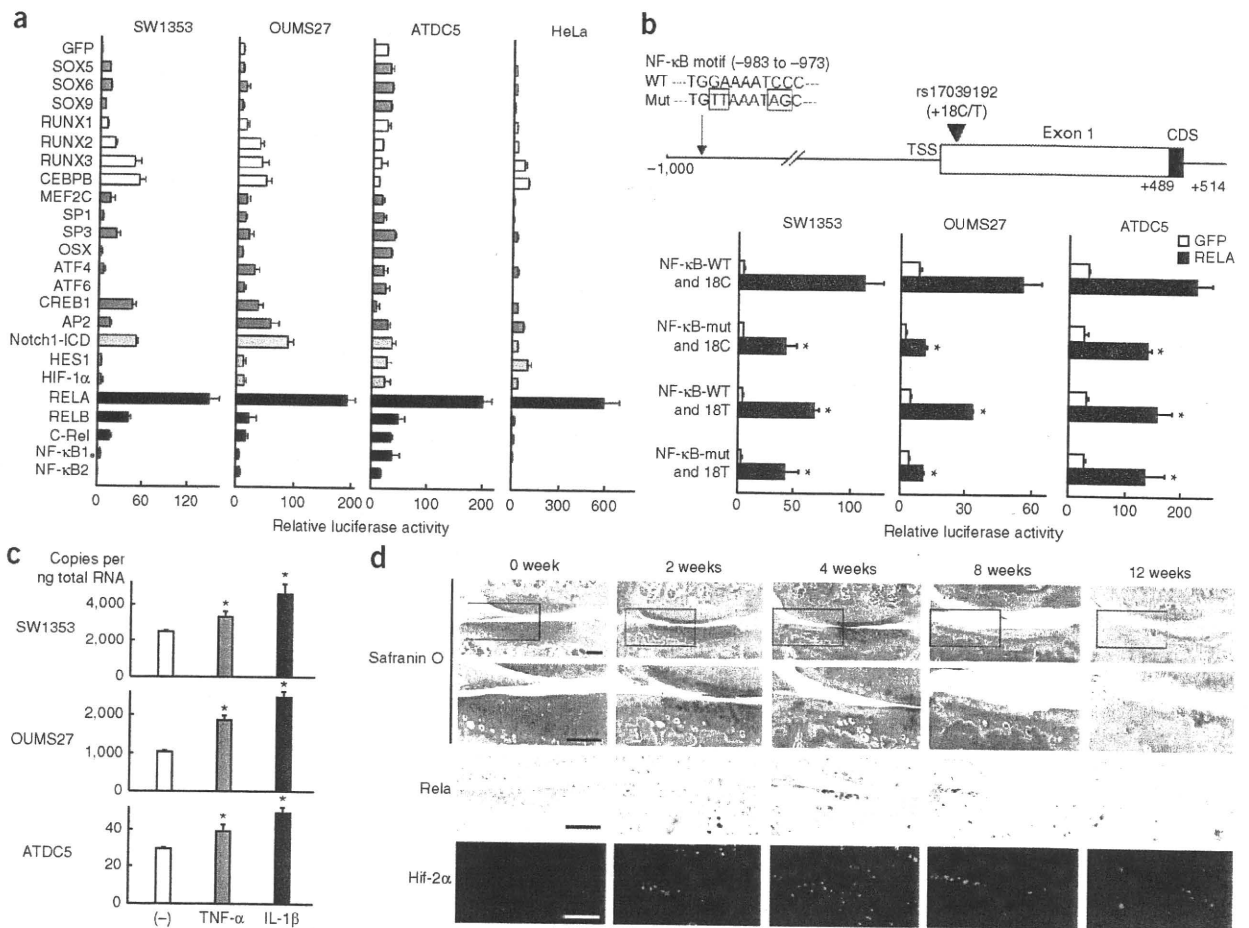 a
SW1353
OUMS27
ATDC5
HeLa
GFP
SOX5
SOX6
SOX9
RUNX1
RUNX2
RUNX3
CEBPB
MEF2C
SP1
SP3
OSX
ATF4
ATF6
CREB1
AP2
Notch1-ICD
HES1
HIF-1α
RELA
RELB
C-Rel
NF-κB1
NF-κB2
0 60 120
0 100 200
0 100 200
0 300 600
Relative luciferase activity
b
NF-κB motif (–983 to –973)
WT ---TGGAAAATCCC---
Mut ---TGTTAAATAGC---
rs17039192
(+18C/T)
TSS
Exon 1
CDS
–1,000
+489
+514
SW1353
OUMS27
ATDC5
GFP
RELA
NF-κB-WT
and 18C
NF-κB-mut
and 18C
* * *
NF-κB-WT
and 18T
* * *
NF-κB-mut
and 18T
* * *
0 50 100
0 30 60
0 100 200
Relative luciferase activity
c
Copies per
ng total RNA
SW1353
4,000
2,000
0
* *
OUMS27
2,000
1,000
0
* *
ATDC5
40
20
0
* *
(–) TNF-α IL-1β
d
0 week 2 weeks 4 weeks 8 weeks 12 weeks
Safranin O
Rela
Hif-2α